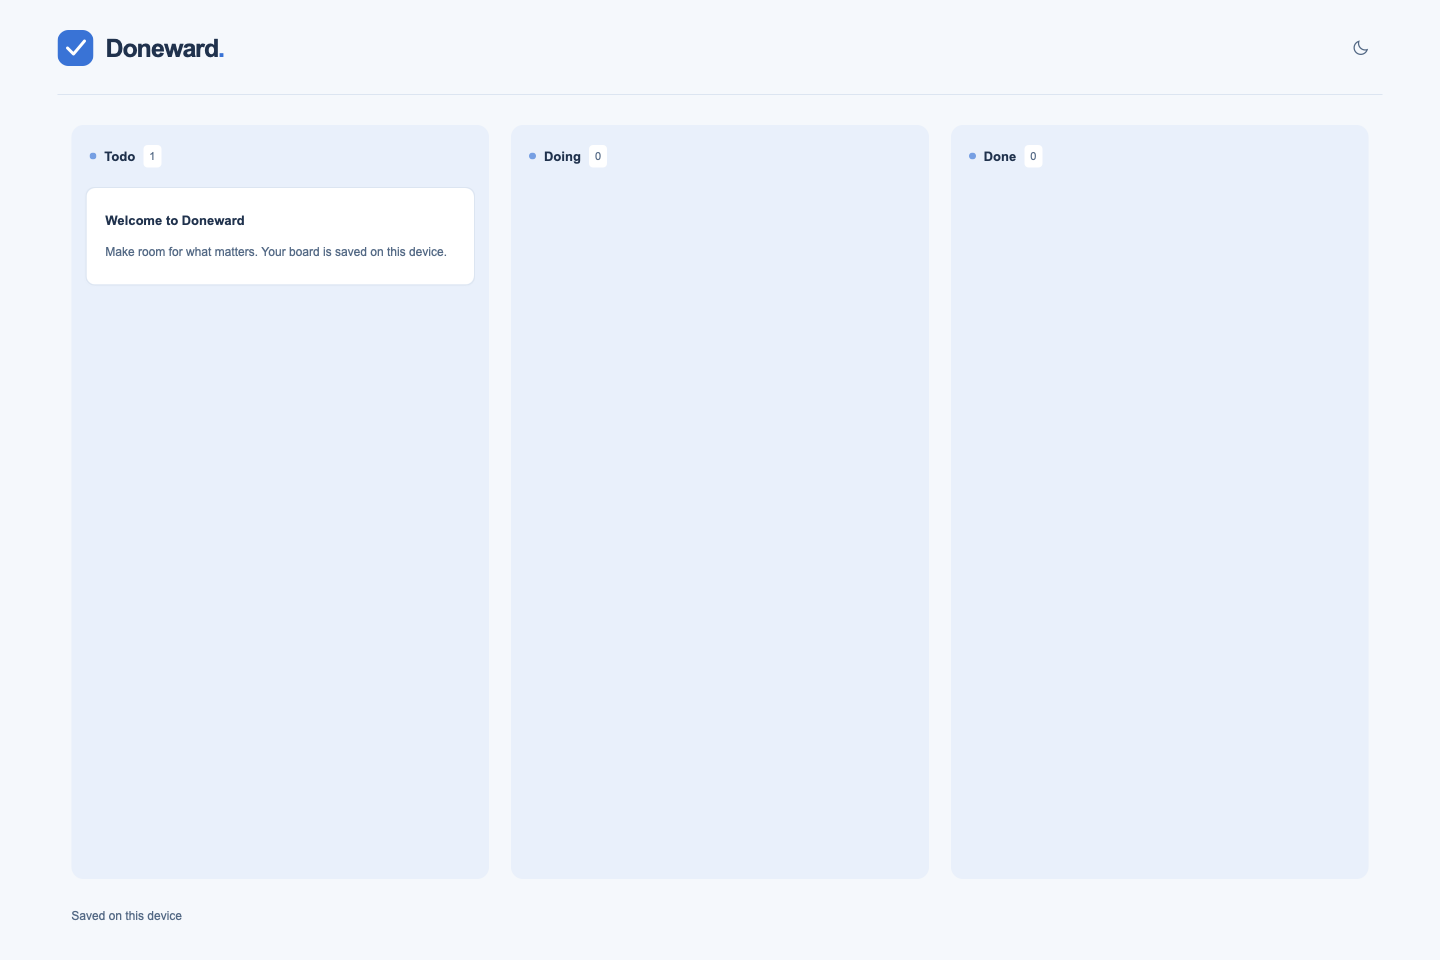 Doneward.
Todo 1
Welcome to Doneward
Make room for what matters. Your board is saved on this device.
Doing 0
Done 0
Saved on this device